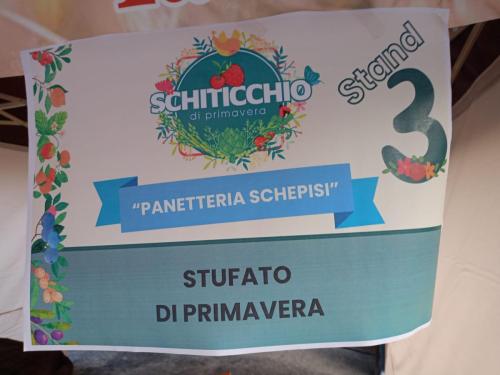 SCHITICCHIO
di primavera
Stand
3
"PANETTERIA SCHEPISI"
STUFATO
DI PRIMAVERA